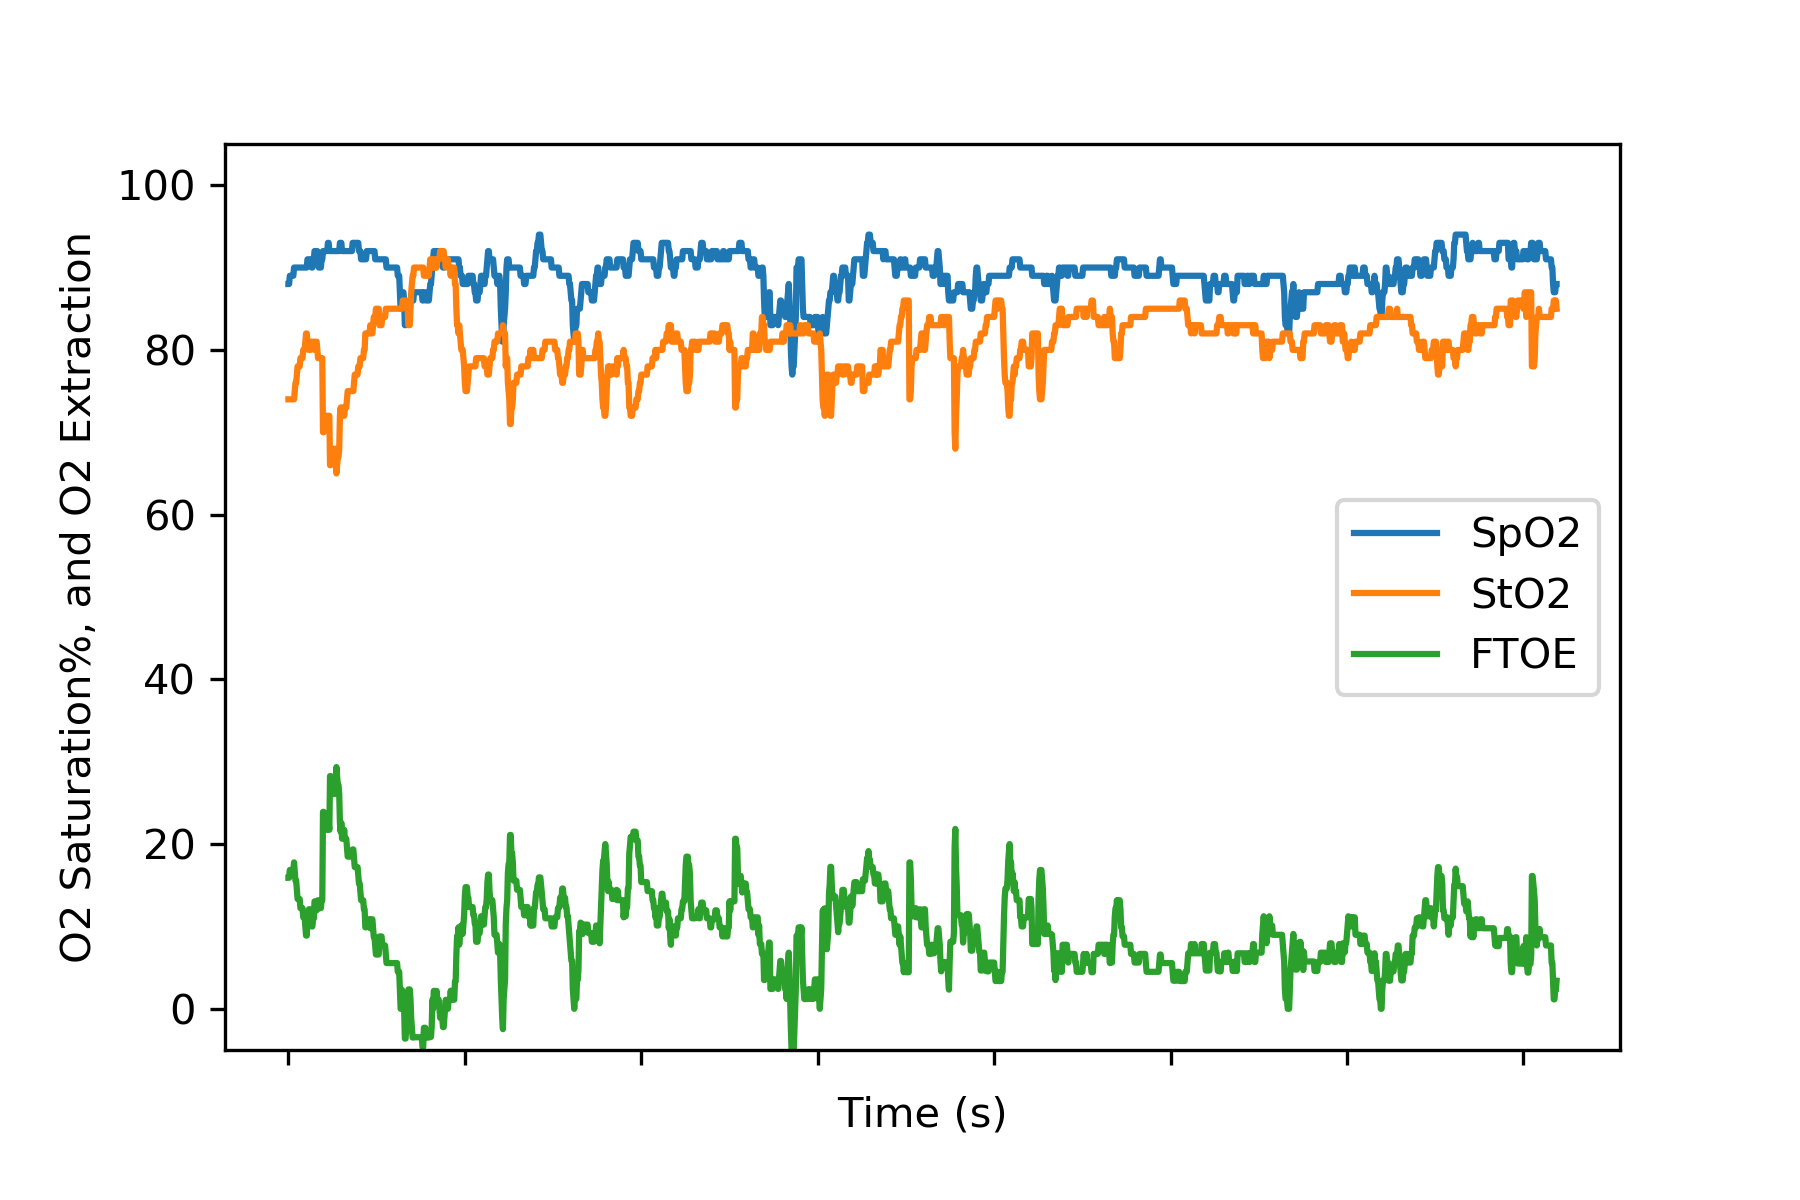 100
80
60
40
20
0
O2 Saturation%, and O2 Extraction
SpO2
StO2
FTOE
Time (s)